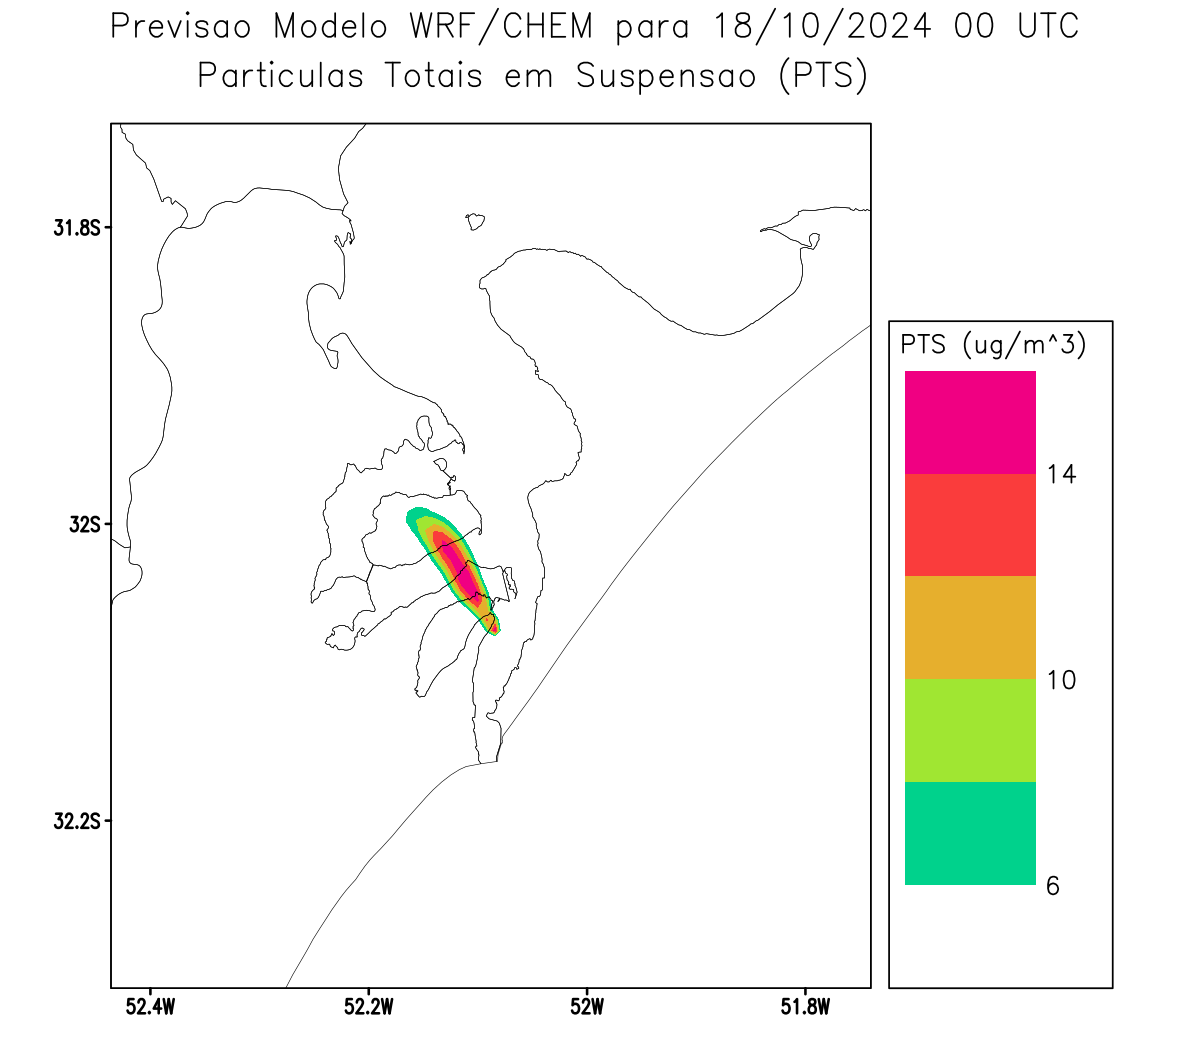 Previsao Modelo WRF/CHEM para 18/10/2024 00 UTC
Particulas Totais em Suspensao (PTS)
31.8S
32S
32.2S
52.4W 52.2W 52W 51.8W
PTS (ug/m^3)
14
10
6